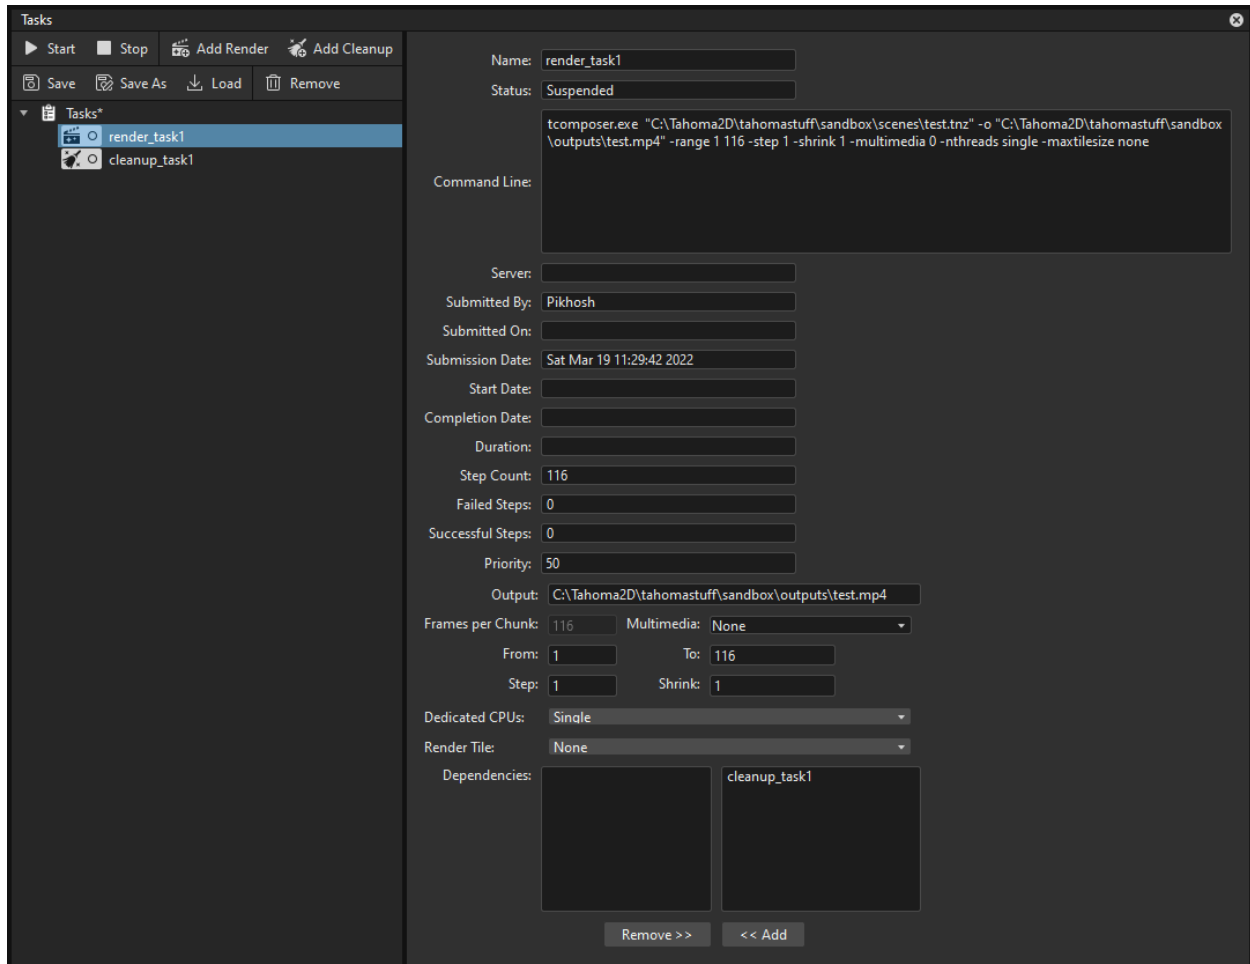 Tasks
Start Stop Add Render Add Cleanup
Save Save As Load Remove
Tasks*
render_task1
cleanup_task1
Name: render_task1
Status: Suspended
Command Line: tcomposer.exe "C:\Tahoma2D\tahomastuff\sandbox\scenes\test.tnz" -o "C:\Tahoma2D\tahomastuff\sandbox
\outputs\test.mp4" -range 1 116 -step 1 -shrink 1 -multimedia 0 -nthreads single -maxtilesize none
Server:
Submitted By: Pikhosh
Submitted On:
Submission Date: Sat Mar 19 11:29:42 2022
Start Date:
Completion Date:
Duration:
Step Count: 116
Failed Steps: 0
Successful Steps: 0
Priority: 50
Output: C:\Tahoma2D\tahomastuff\sandbox\outputs\test.mp4
Frames per Chunk: 116 Multimedia: None
From: 1 To: 116
Step: 1 Shrink: 1
Dedicated CPUs: Single
Render Tile: None
Dependencies: cleanup_task1
Remove >> << Add